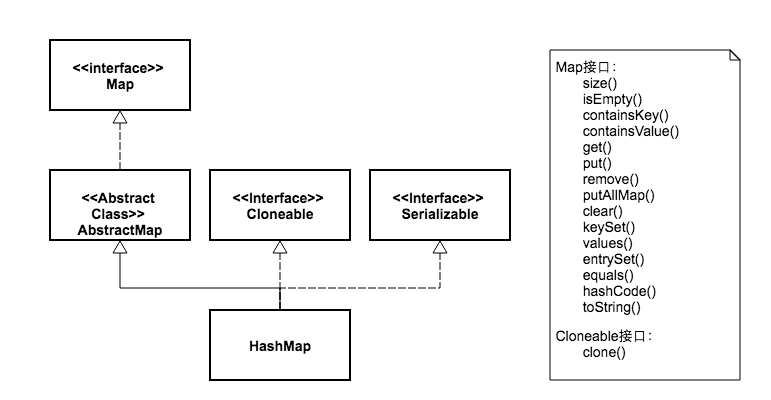 <<interface>>
Map
<<Abstract
Class>>
AbstractMap
<<Interface>>
Cloneable
<<Interface>>
Serializable
HashMap
Map接口：
size()
isEmpty()
containsKey()
containsValue()
get()
put()
remove()
putAllMap()
clear()
keySet()
values()
entrySet()
equals()
hashCode()
toString()
Cloneable接口：
clone()